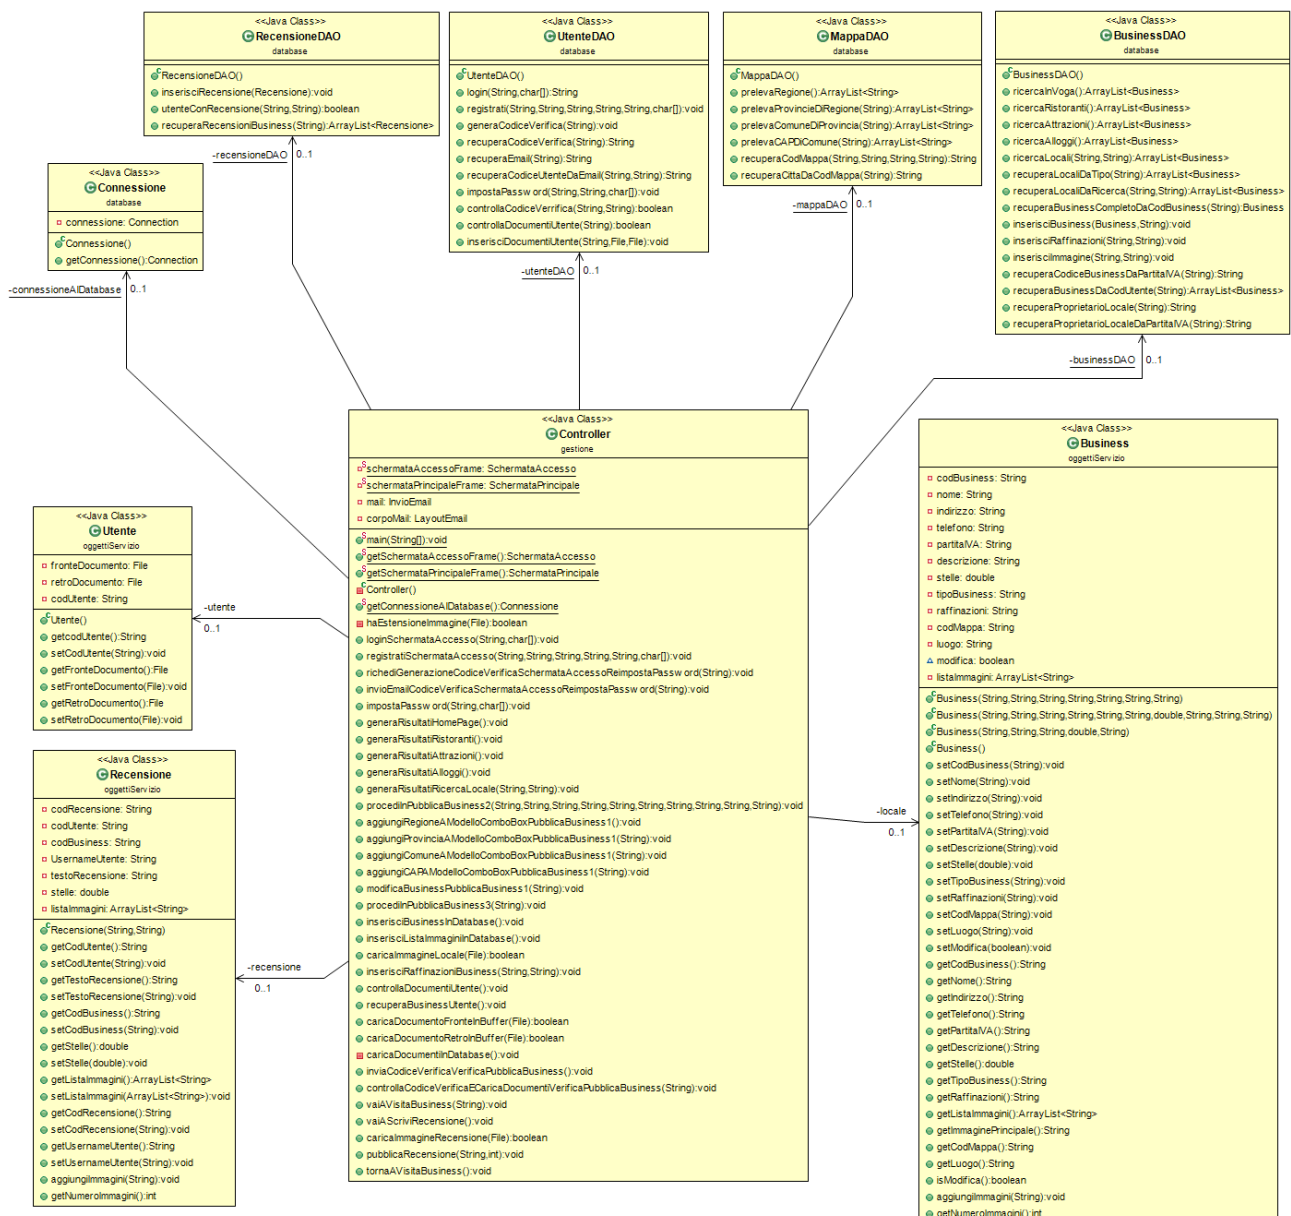 <<Java Class>>
RecensioneDAO
database
RecensioneDAO()
inserisciRecensione(Recensione):void
utenteConRecensione(String,String):boolean
recuperaRecensioniBusiness(String):ArrayList<Recensione>
<<Java Class>>
UtenteDAO
database
UtenteDAO()
login(String,char[]):String
registrati(String,String,String,String,String,char[]):void
generaCodiceVerifica(String):void
recuperaCodiceVerifica(String):String
recuperaEmail(String):String
recuperaCodiceUtenteDaEmail(String,String):String
impostaPassword(String,String,char[]):void
controllaCodiceVerrifica(String,String):boolean
controllaDocumentiUtente(String):boolean
inserisciDocumentiUtente(String,File,File):void
<<Java Class>>
MappaDAO
database
MappaDAO()
prelevaRegione():ArrayList<String>
prelevaProvincieDiRegione(String):ArrayList<String>
prelevaComuneDiProvincia(String):ArrayList<String>
prelevaCAPDiComune(String):ArrayList<String>
recuperaCodMappa(String,String,String,String):String
recuperaCittaDaCodMappa(String):String
<<Java Class>>
BusinessDAO
database
BusinessDAO()
ricercaInVoga():ArrayList<Business>
ricercaRistoranti():ArrayList<Business>
ricercaAttrazioni():ArrayList<Business>
ricercaAlloggi():ArrayList<Business>
ricercaLocali(String,String):ArrayList<Business>
recuperaLocaliDaTipo(String):ArrayList<Business>
recuperaLocaliDaRicerca(String,String):ArrayList<Business>
recuperaBusinessCompletoDaCodBusiness(String):Business
inserisciBusiness(Business,String):void
inserisciRaffinazioni(String,String):void
inserisciImmagine(String,String):void
recuperaCodiceBusinessDaPartitaIVA(String):String
recuperaBusinessDaCodUtente(String):ArrayList<Business>
recuperaProprietarioLocale(String):String
recuperaProprietarioLocaleDaPartitaIVA(String):String
-recensioneDAO 0..1
<<Java Class>>
Connessione
database
connessione: Connection
Connessione()
getConnessione():Connection
-connessioneAlDatabase 0..1
-utenteDAO 0..1
-mappaDAO 0..1
-businessDAO 0..1
<<Java Class>>
Controller
gestione
schermataAccessoFrame: SchermataAccesso
schermataPrincipaleFrame: SchermataPrincipale
mail: InvioEmail
corpoMail: LayoutEmail
main(String[]):void
getSchermataAccessoFrame():SchermataAccesso
getSchermataPrincipaleFrame():SchermataPrincipale
Controller()
getConnessioneAlDatabase():Connessione
haEstensioneImmagine(File):boolean
loginSchermataAccesso(String,char[]):void
registratiSchermataAccesso(String,String,String,String,String,char[]):void
richediGenerazioneCodiceVerificaSchermataAccessoReimpostaPassword(String):void
invioEmailCodiceVerificaSchermataAccessoReimpostaPassword(String):void
impostaPassword(String,char[]):void
generaRisultatiHomePage():void
generaRisultatiRistoranti():void
generaRisultatiAttrazioni():void
generaRisultatiAlloggi():void
generaRisultatiRicercaLocale(String,String):void
procediInPubblicaBusiness2(String,String,String,String,String,String,String,String,String):void
aggiungiRegioneAModelloComboBoxPubblicaBusiness1():void
aggiungiProvinciaAModelloComboBoxPubblicaBusiness1(String):void
aggiungiComuneAModelloComboBoxPubblicaBusiness1(String):void
aggiungiCAPAModelloComboBoxPubblicaBusiness1(String):void
modificaBusinessPubblicaBusiness1(String):void
procediInPubblicaBusiness3(String):void
inserisciBusinessInDatabase():void
inserisciListaImmaginiInDatabase():void
caricaImmagineLocale(File):boolean
inserisciRaffinazioniBusiness(String,String):void
controllaDocumentiUtente():void
recuperaBusinessUtente():void
caricaDocumentoFronteInBuffer(File):boolean
caricaDocumentoRetroInBuffer(File):boolean
caricaDocumentiInDatabase():void
inviaCodiceVerificaVerificaPubblicaBusiness():void
controllaCodiceVerificaECaricaDocumentiVerificaPubblicaBusiness(String):void
vaiAVisitaBusiness(String):void
vaiAScriviRecensione():void
caricaImmagineRecensione(File):boolean
pubblicaRecensione(String,int):void
tornaAVisitaBusiness():void
<<Java Class>>
Utente
oggettiServizio
fronteDocumento: File
retroDocumento: File
codUtente: String
Utente()
getcodUtente():String
setCodUtente(String):void
getFronteDocumento():File
setFronteDocumento(File):void
getRetroDocumento():File
setRetroDocumento(File):void
-utente
0..1
<<Java Class>>
Recensione
oggettiServizio
codRecensione: String
codUtente: String
codBusiness: String
UsernameUtente: String
testoRecensione: String
stelle: double
listaImmagini: ArrayList<String>
Recensione(String,String)
getCodUtente():String
setCodUtente(String):void
getTestoRecensione():String
setTestoRecensione(String):void
getCodBusiness():String
setCodBusiness(String):void
getStelle():double
setStelle(double):void
getListaImmagini():ArrayList<String>
setListaImmagini(ArrayList<String>):void
getCodRecensione():String
setCodRecensione(String):void
getUsernameUtente():String
setUsernameUtente(String):void
aggiungiImmagini(String):void
getNumeroImmagini():int
-recensione
0..1
-locale
0..1
<<Java Class>>
Business
oggettiServizio
codBusiness: String
nome: String
indirizzo: String
telefono: String
partitaIVA: String
descrizione: String
stelle: double
tipoBusiness: String
raffinazioni: String
codMappa: String
luogo: String
modifica: boolean
listaImmagini: ArrayList<String>
Business(String,String,String,String,String,String,String)
Business(String,String,String,String,String,String,double,String,String,String)
Business(String,String,String,double,String)
Business()
setCodBusiness(String):void
setNome(String):void
setIndirizzo(String):void
setTelefono(String):void
setPartitaIVA(String):void
setDescrizione(String):void
setStelle(double):void
setTipoBusiness(String):void
setRaffinazioni(String):void
setCodMappa(String):void
setLuogo(String):void
setModifica(boolean):void
getCodBusiness():String
getNome():String
getIndirizzo():String
getTelefono():String
getPartitaIVA():String
getDescrizione():String
getStelle():double
getTipoBusiness():String
getRaffinazioni():String
getListaImmagini():ArrayList<String>
getImmaginePrincipale():String
getCodMappa():String
getLuogo():String
isModifica():boolean
aggiungiImmagini(String):void
getNumeroImmagini():int